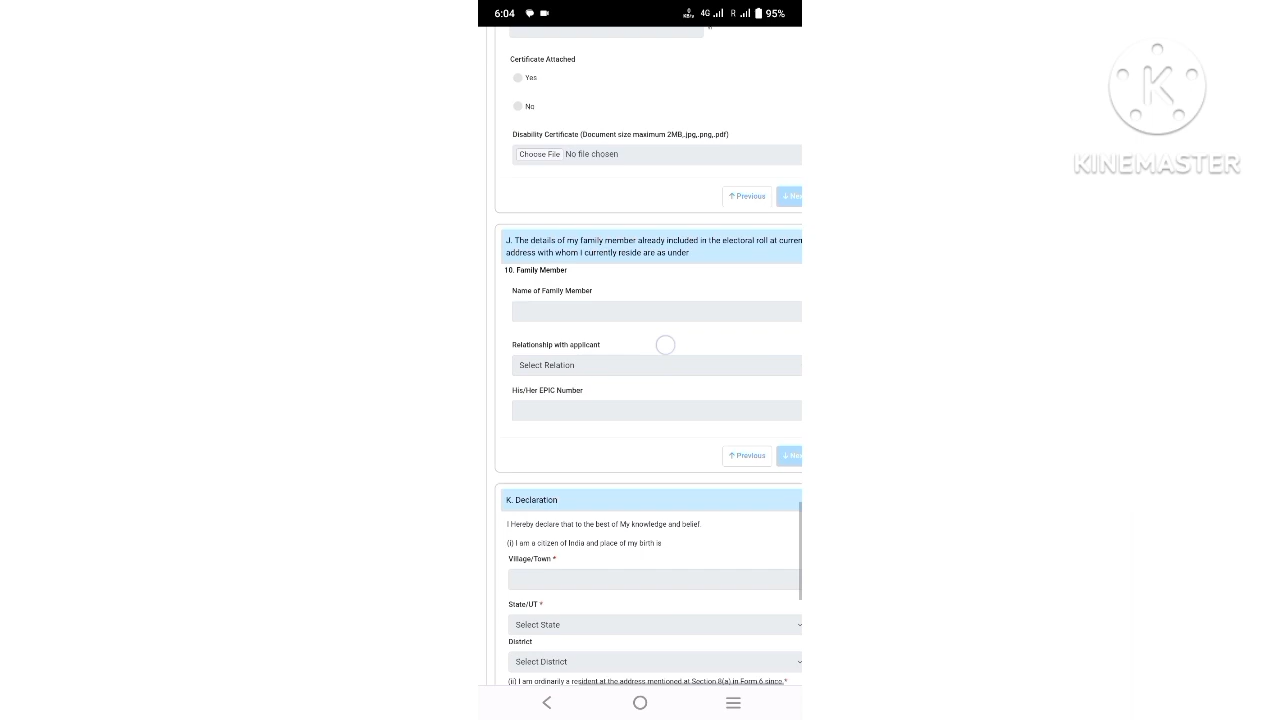 6:04 0 KB/s 4G R 95%
Certificate Attached
Yes
No
Disability Certificate (Document size maximum 2MB,.jpg,.png,.pdf)
Choose File No file chosen
↑ Previous ↓ Nex
J. The details of my family member already included in the electoral roll at curren
address with whom I currently reside are as under
10. Family Member
Name of Family Member
Relationship with applicant
Select Relation
His/Her EPIC Number
↑ Previous ↓ Nex
K. Declaration
I Hereby declare that to the best of My knowledge and belief
(i) I am a citizen of India and place of my birth is
Village/Town *
State/UT *
Select State
District
Select District
(ii) I am ordinarily a resident at the address mentioned at Section 8(a) in Form 6 since. *
K
KINEMASTER